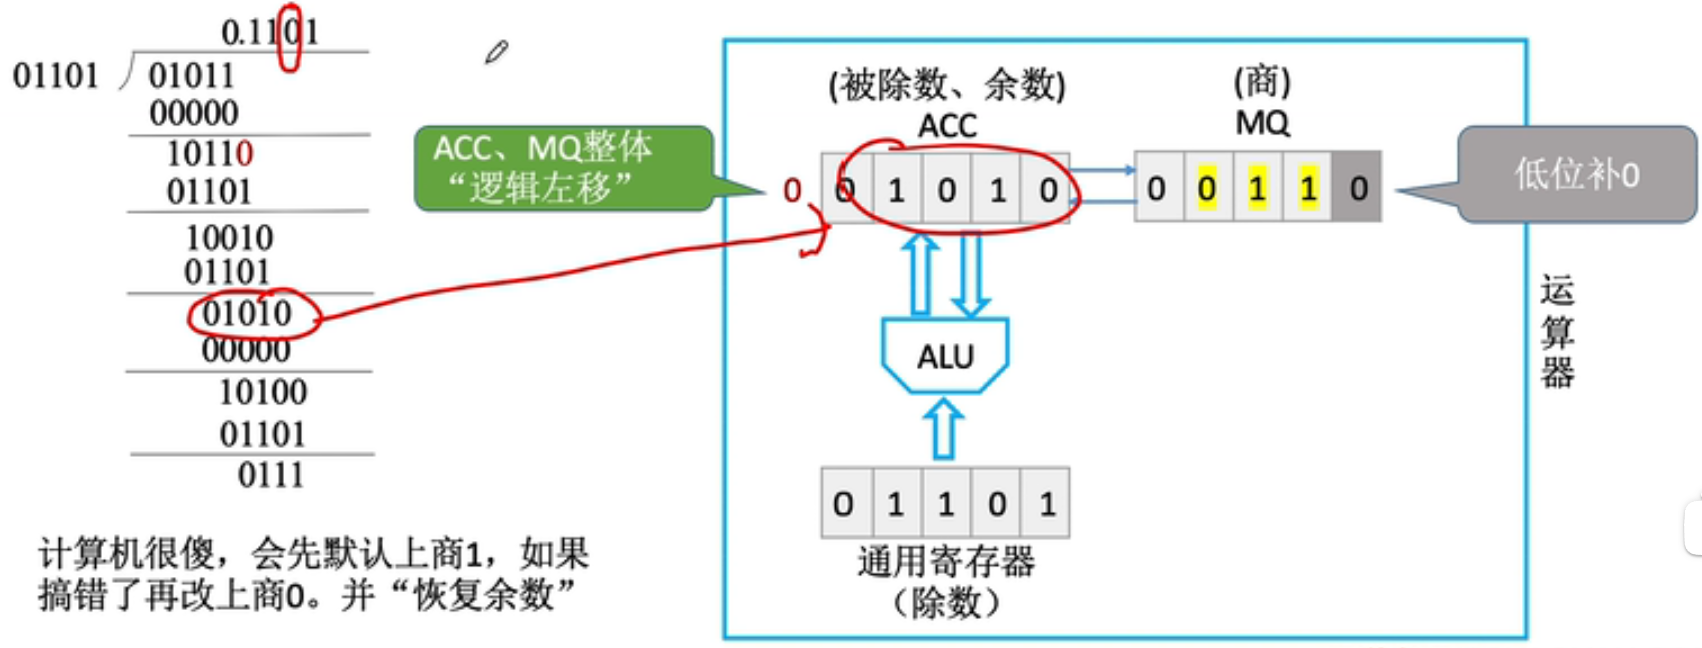 0.1101
01101
01011
00000
10110
01101
10010
01101
01010
00000
10100
01101
0111
计算机很傻，会先默认上商1，如果
搞错了再改上商0。并“恢复余数”
ACC、MQ整体
“逻辑左移”
(被除数、余数)
ACC
0 0 1 0 1 0
(商)
MQ
0 0 1 1 0
低位补0
ALU
0 1 1 0 1
通用寄存器
（除数）
运算器